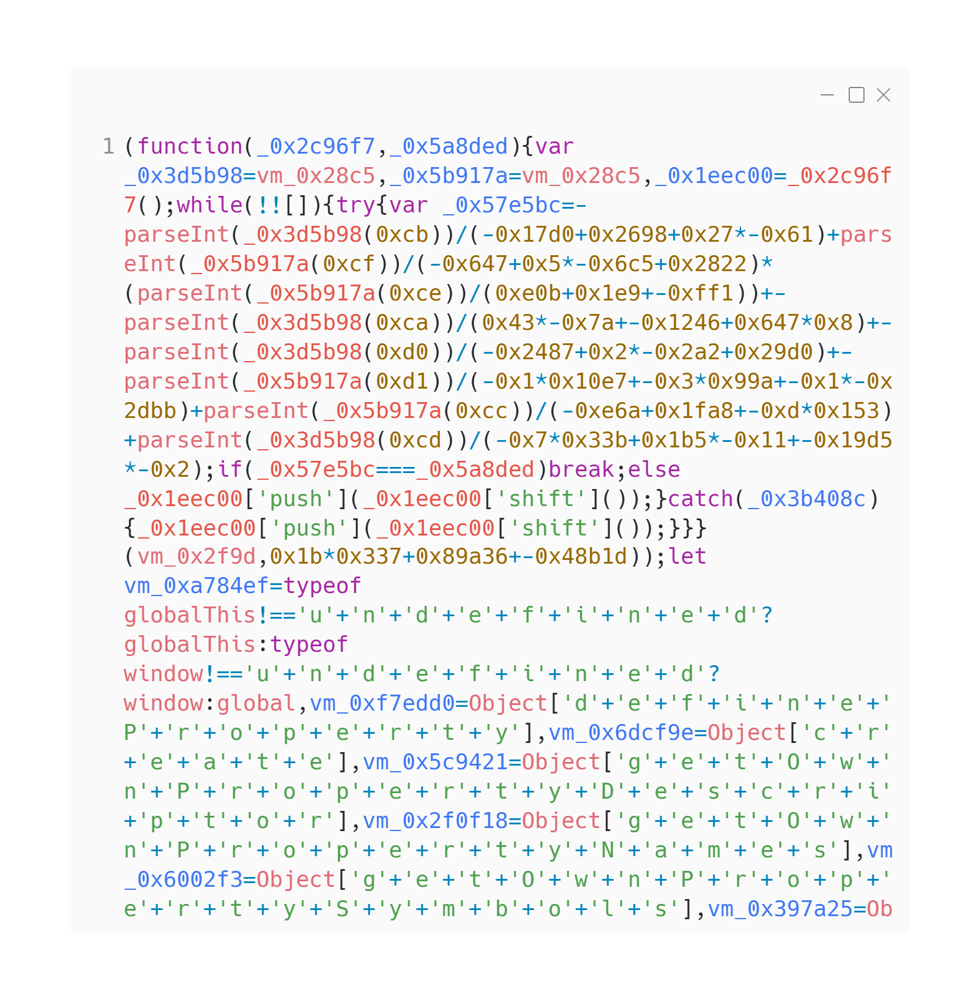 1 (function(_0x2c96f7,_0x5a8ded){var
_0x3d5b98=vm_0x28c5,_0x5b917a=vm_0x28c5,_0x1eec00=_0x2c96f
7();while(!![]){try{var _0x57e5bc=-
parseInt(_0x3d5b98(0xcb))/(-0x17d0+0x2698+0x27*-0x61)+pars
eInt(_0x5b917a(0xcf))/(-0x647+0x5*-0x6c5+0x2822)*
(parseInt(_0x5b917a(0xce))/(0xe0b+0x1e9+-0xff1))+-
parseInt(_0x3d5b98(0xca))/(0x43*-0x7a+-0x1246+0x647*0x8)+-
parseInt(_0x3d5b98(0xd0))/(-0x2487+0x2*-0x2a2+0x29d0)+-
parseInt(_0x5b917a(0xd1))/(-0x1*0x10e7+-0x3*0x99a+-0x1*-0x
2dbb)+parseInt(_0x5b917a(0xcc))/(-0xe6a+0x1fa8+-0xd*0x153)
+parseInt(_0x3d5b98(0xcd))/(-0x7*0x33b+0x1b5*-0x11+-0x19d5
*-0x2);if(_0x57e5bc===_0x5a8ded)break;else
_0x1eec00['push'](_0x1eec00['shift']());}catch(_0x3b408c)
{_0x1eec00['push'](_0x1eec00['shift']());}}}
(vm_0x2f9d,0x1b*0x337+0x89a36+-0x48b1d));let
vm_0xa784ef=typeof
globalThis!=='u'+'n'+'d'+'e'+'f'+'i'+'n'+'e'+'d'?
globalThis:typeof
window!=='u'+'n'+'d'+'e'+'f'+'i'+'n'+'e'+'d'?
window:global,vm_0xf7edd0=Object['d'+'e'+'f'+'i'+'n'+'e'+'
P'+'r'+'o'+'p'+'e'+'r'+'t'+'y'],vm_0x6dcf9e=Object['c'+'r'
+'e'+'a'+'t'+'e'],vm_0x5c9421=Object['g'+'e'+'t'+'O'+'w'+'
n'+'P'+'r'+'o'+'p'+'e'+'r'+'t'+'y'+'D'+'e'+'s'+'c'+'r'+'i'
+'p'+'t'+'o'+'r'],vm_0x2f0f18=Object['g'+'e'+'t'+'O'+'w'+'
n'+'P'+'r'+'o'+'p'+'e'+'r'+'t'+'y'+'N'+'a'+'m'+'e'+'s'],vm
_0x6002f3=Object['g'+'e'+'t'+'O'+'w'+'n'+'P'+'r'+'o'+'p'+'
e'+'r'+'t'+'y'+'S'+'y'+'m'+'b'+'o'+'l'+'s'],vm_0x397a25=Ob